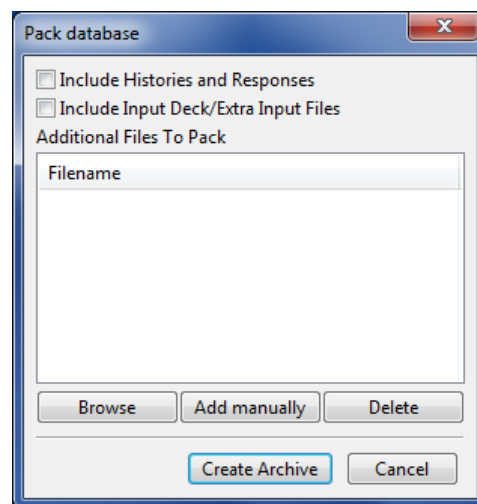 Pack database
Include Histories and Responses
Include Input Deck/Extra Input Files
Additional Files To Pack
Filename
Browse Add manually Delete
Create Archive Cancel